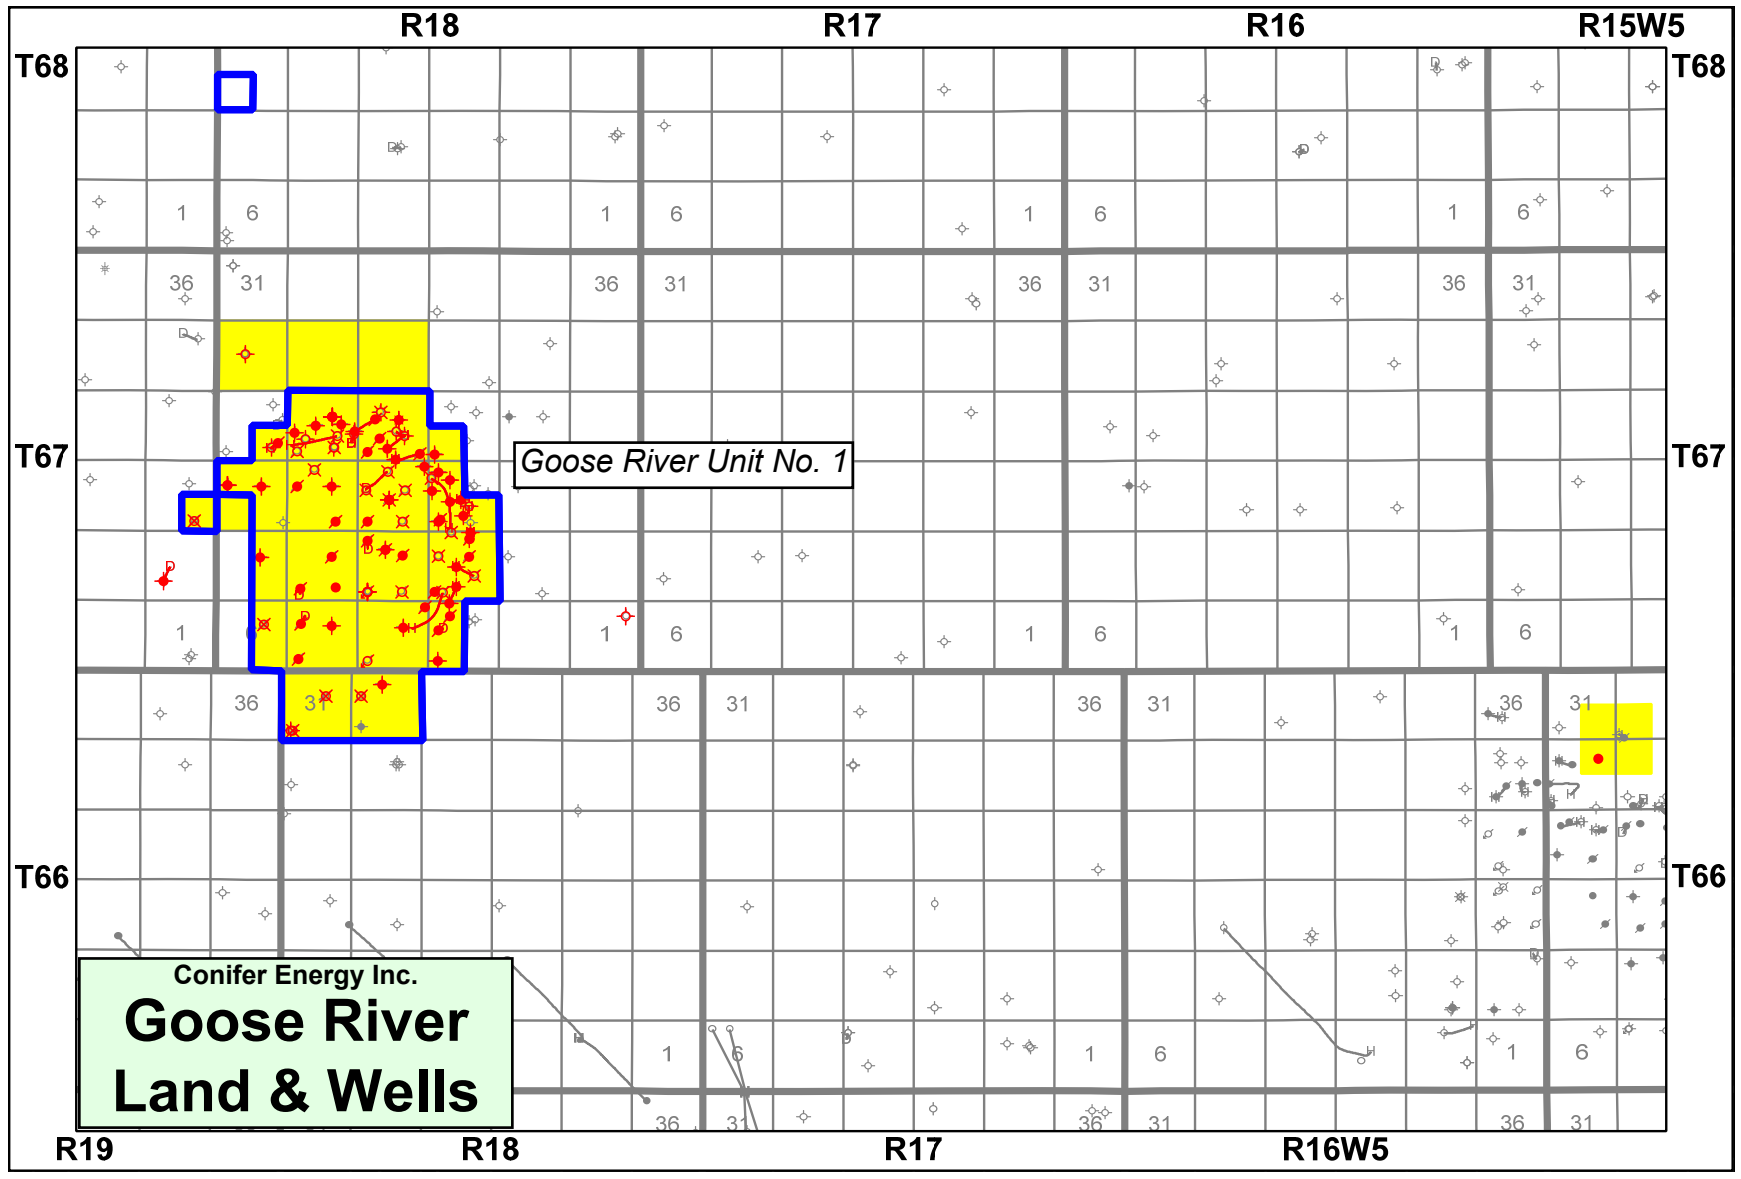 R18 R17 R16 R15W5
T68 T68
1 6 1 6 1 6 1 6
36 31 36 31 36 31 36 31
T67 Goose River Unit No. 1 T67
1 6 1 6 1 6 1 6
36 31 36 31 36 31 36 31
T66 T66
Conifer Energy Inc.
Goose River
Land & Wells
1 6 1 6 1 6
36 31 36 31 36 31
R19 R18 R17 R16W5